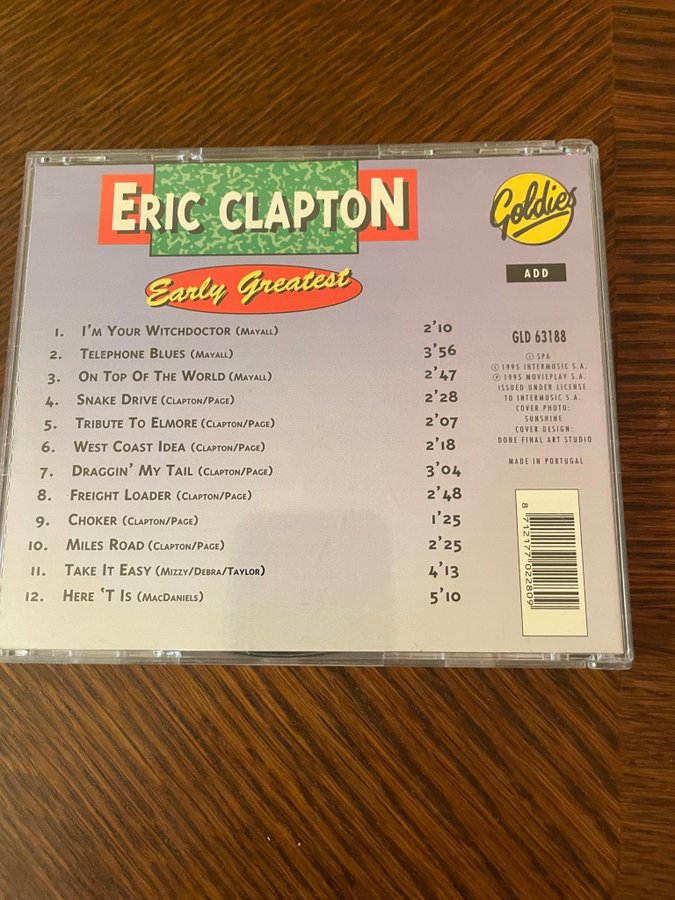 ERIC CLAPTON
Early Greatest
1. I'M YOUR WITCHDOCTOR (MAYALL) 2'10
2. TELEPHONE BLUES (MAYALL) 3'56
3. ON TOP OF THE WORLD (MAYALL) 2'47
4. SNAKE DRIVE (CLAPTON/PAGE) 2'28
5. TRIBUTE TO ELMORE (CLAPTON/PAGE) 2'07
6. WEST COAST IDEA (CLAPTON/PAGE) 2'18
7. DRAGGIN' MY TAIL (CLAPTON/PAGE) 3'04
8. FREIGHT LOADER (CLAPTON/PAGE) 2'48
9. CHOKER (CLAPTON/PAGE) 1'25
10. MILES ROAD (CLAPTON/PAGE) 2'25
11. TAKE IT EASY (MIZZY/DEBRA/TAYLOR) 4'13
12. HERE 'T IS (MACDANIELS) 5'10
Goldies
ADD
GLD 63188
Ⓘ SPA
© 1995 INTERMUSIC S.A.
℗ 1995 MOVIEPLAY S.A.
ISSUED UNDER LICENSE
TO INTERMUSIC S.A.
COVER PHOTO:
SUNSHINE
COVER DESIGN:
DONE FINAL ART STUDIO
MADE IN PORTUGAL
8 712177 022809